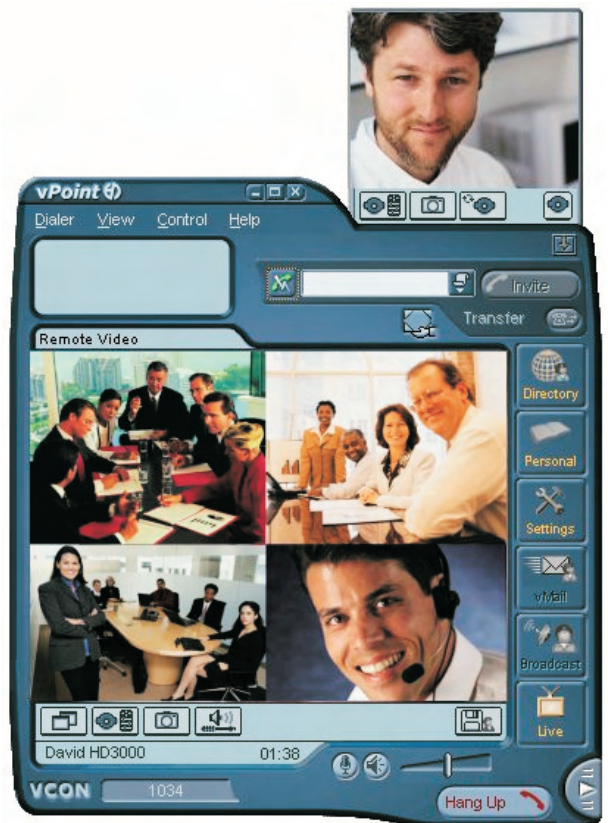 vPoint HD
Dialer View Control Help
Invite
Transfer
Remote Video
Directory
Personal
Settings
vMail
Broadcast
Live
David HD3000 01:38
VCON 1034
Hang Up